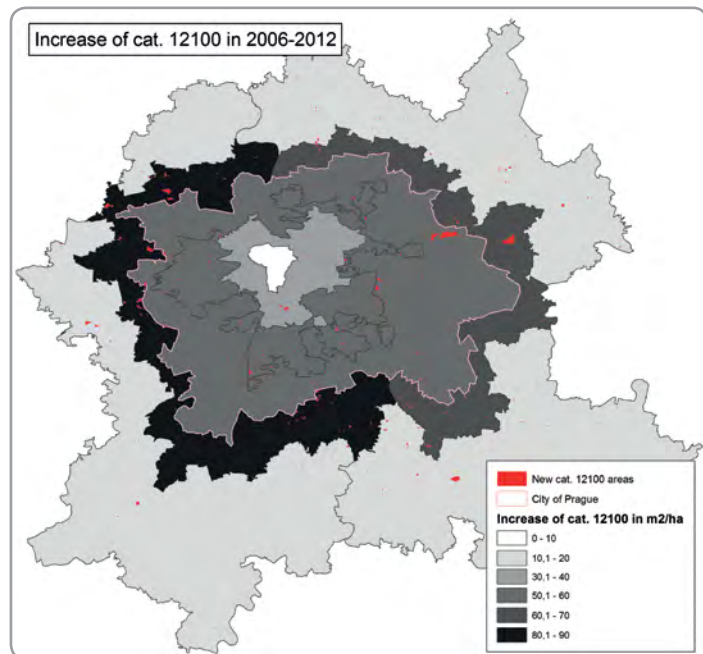 Increase of cat. 12100 in 2006-2012
New cat. 12100 areas
City of Prague
Increase of cat. 12100 in m2/ha
0 - 10
10,1 - 20
30,1 - 40
50,1 - 60
60,1 - 70
80,1 - 90